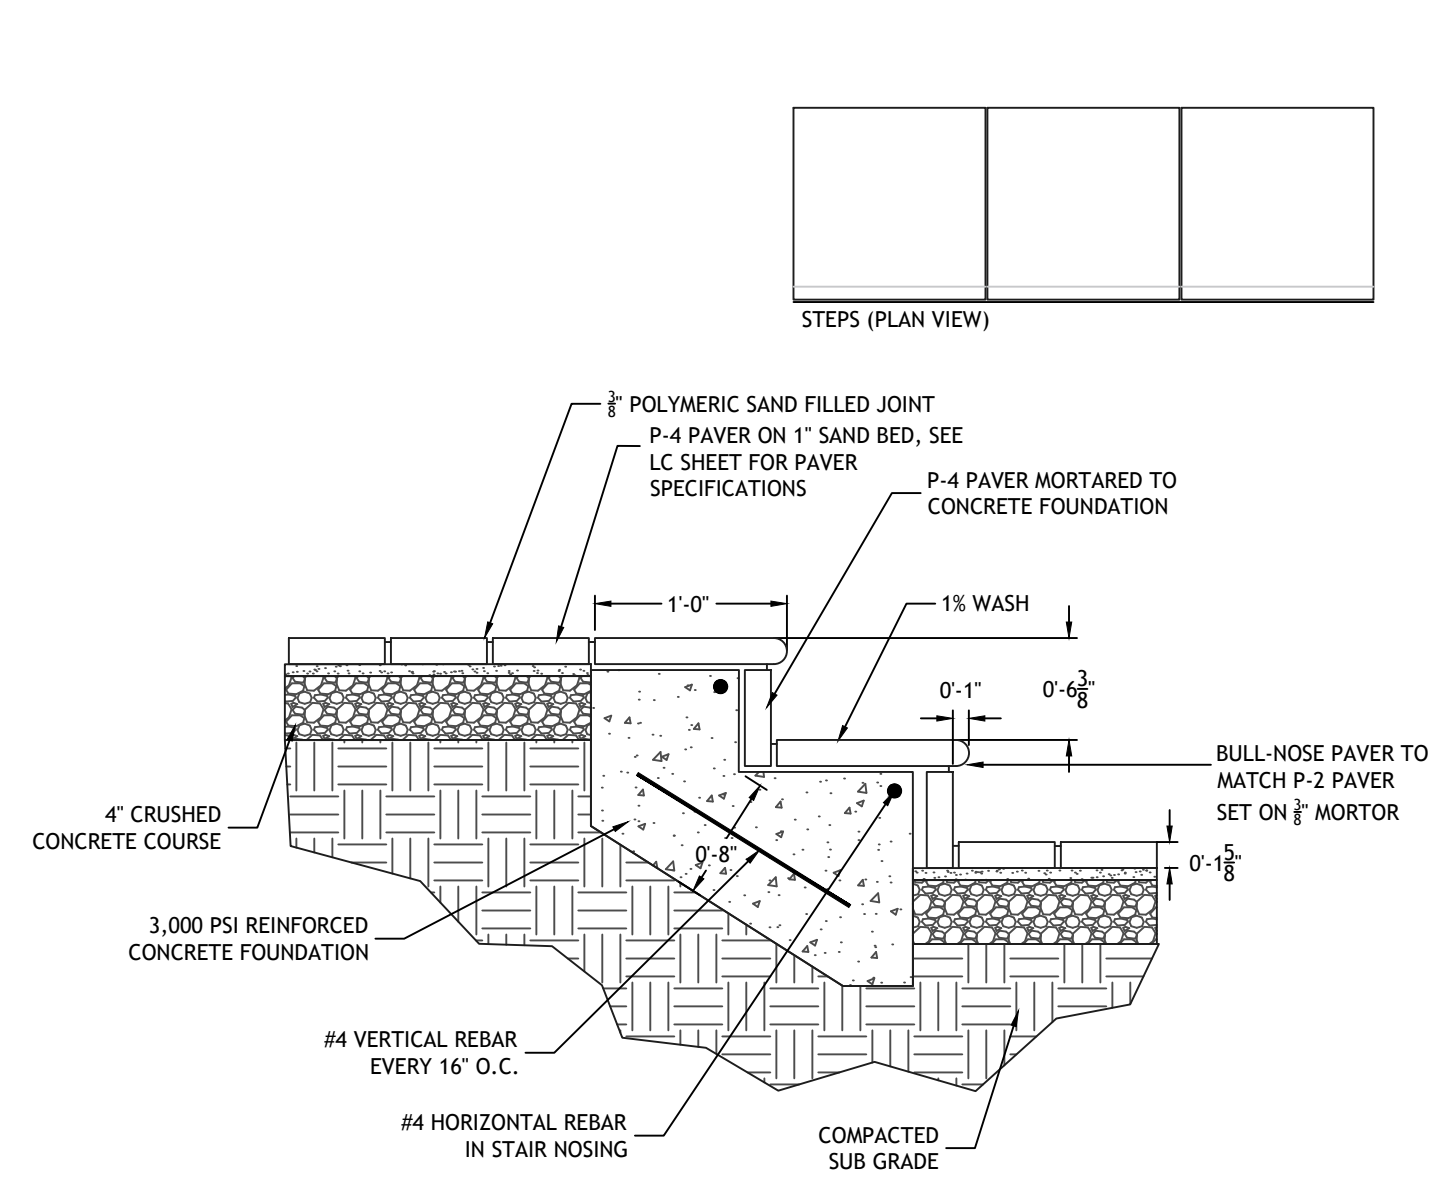 STEPS (PLAN VIEW)
3/8" POLYMERIC SAND FILLED JOINT
P-4 PAVER ON 1" SAND BED, SEE
LC SHEET FOR PAVER
SPECIFICATIONS
P-4 PAVER MORTARED TO
CONCRETE FOUNDATION
1'-0"
1% WASH
0'-1"
0'-6 3/8"
BULL-NOSE PAVER TO
MATCH P-2 PAVER
SET ON 3/8" MORTOR
4" CRUSHED
CONCRETE COURSE
0'-8"
0'-1 5/8"
3,000 PSI REINFORCED
CONCRETE FOUNDATION
#4 VERTICAL REBAR
EVERY 16" O.C.
#4 HORIZONTAL REBAR
IN STAIR NOSING
COMPACTED
SUB GRADE